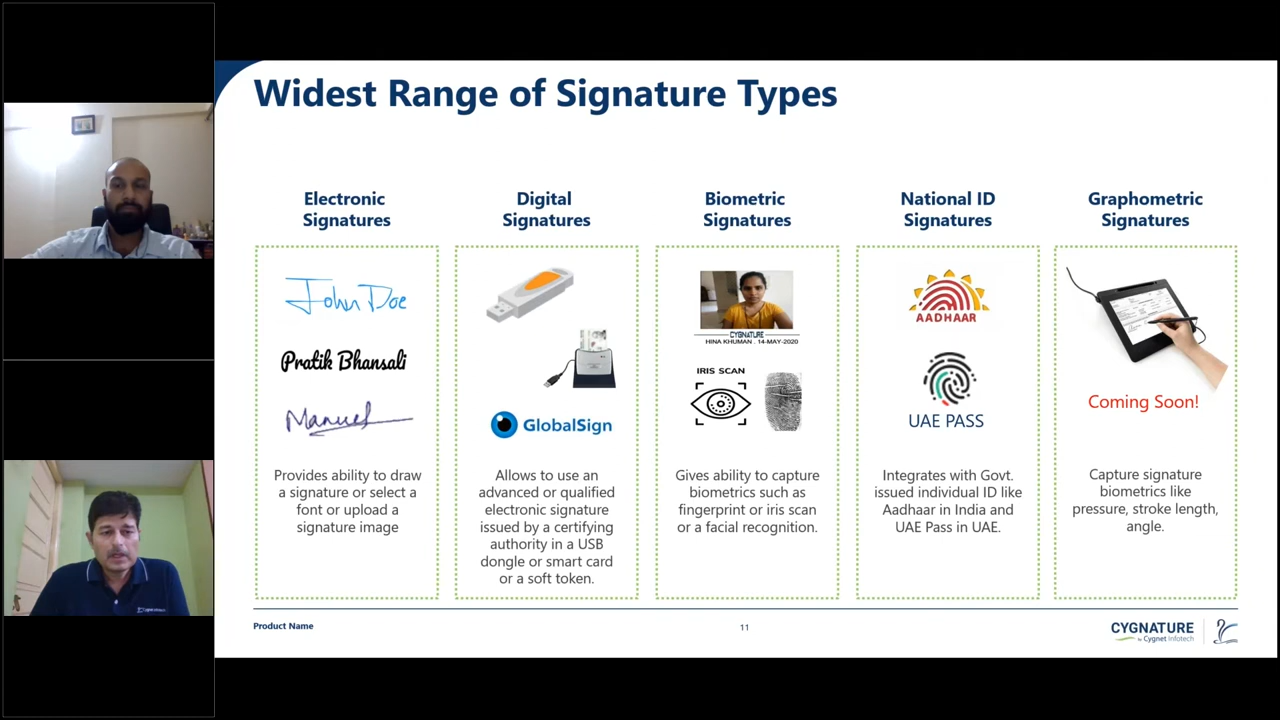 Widest Range of Signature Types
Electronic
Signatures
John Doe
Pratik Bhansali
Manuel
Provides ability to draw
a signature or select a
font or upload a
signature image
Digital
Signatures
GlobalSign
Allows to use an
advanced or qualified
electronic signature
issued by a certifying
authority in a USB
dongle or smart card
or a soft token.
Biometric
Signatures
CYGNATURE
HINA KHUMAN . 14-MAY-2020
IRIS SCAN
Gives ability to capture
biometrics such as
fingerprint or iris scan
or a facial recognition.
National ID
Signatures
AADHAAR
UAE PASS
Integrates with Govt.
issued individual ID like
Aadhaar in India and
UAE Pass in UAE.
Graphometric
Signatures
Coming Soon!
Capture signature
biometrics like
pressure, stroke length,
angle.
Product Name
11
CYGNATURE
by Cygnet Infotech